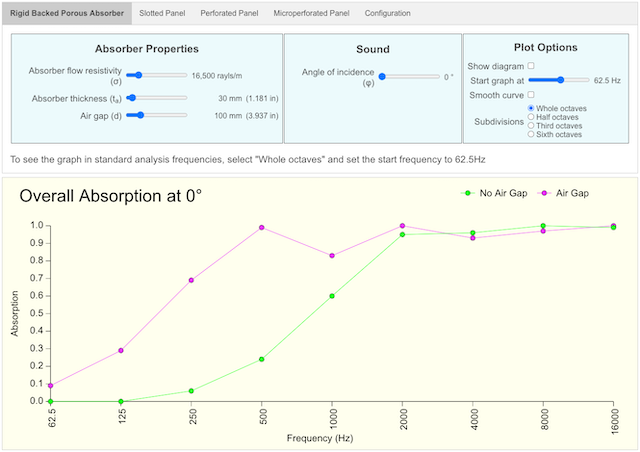 Rigid Backed Porous Absorber Slotted Panel Perforated Panel Microperforated Panel Configuration
Absorber Properties
Absorber flow resistivity (σ) 16,500 rayls/m
Absorber thickness (ta) 30 mm (1.181 in)
Air gap (d) 100 mm (3.937 in)
Sound
Angle of incidence (φ) 0 °
Plot Options
Show diagram
Start graph at 62.5 Hz
Smooth curve
Subdivisions
Whole octaves
Half octaves
Third octaves
Sixth octaves
To see the graph in standard analysis frequencies, select "Whole octaves" and set the start frequency to 62.5Hz
Overall Absorption at 0°
No Air Gap Air Gap
Absorption
1.0
0.9
0.8
0.7
0.6
0.5
0.4
0.3
0.2
0.1
0.0
62.5 125 250 500 1000 2000 4000 8000 16000
Frequency (Hz)